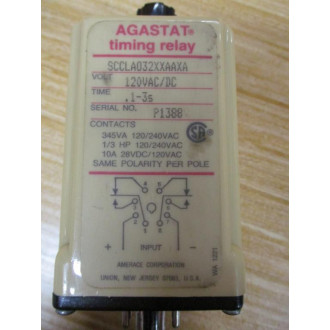 AGASTAT®
timing relay
SCCLA032XXAAXA
VOLT 120VAC/DC
TIME .1-3s
SERIAL NO. P1388
CONTACTS
345VA 120/240VAC
1/3 HP 120/240VAC
10A 28VDC/120VAC
SAME POLARITY PER POLE
+ INPUT -
AMERACE CORPORATION
UNION, NEW JERSEY 07083, U.S.A.